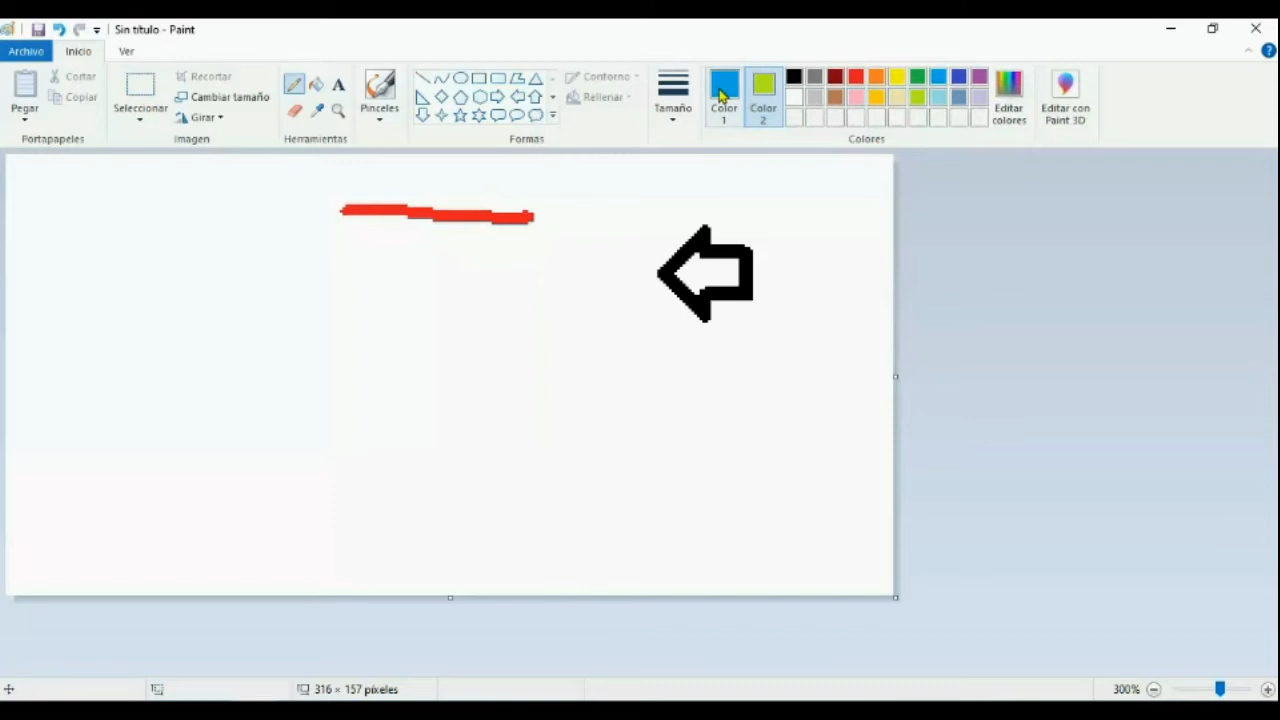 Sin título - Paint
Archivo Inicio Ver
Pegar
Cortar
Copiar
Portapapeles
Seleccionar
Recortar
Cambiar tamaño
Girar
Imagen
A
Herramientas
Pinceles
Contorno
Rellenar
Formas
Tamaño
Color
1
Color
2
Editar
colores
Colores
Editar con
Paint 3D
316 × 157 píxeles
300%